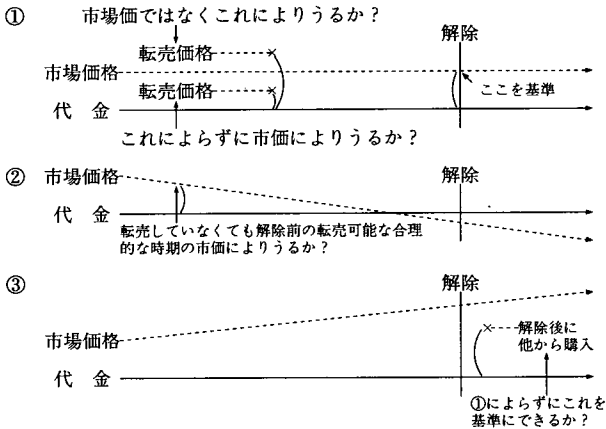 ① 市場価ではなくこれによりうるか？
解除
転売価格
市場価格
転売価格
ここを基準
代 金
これによらずに市価によりうるか？
② 市場価格
解除
代 金
転売していなくても解除前の転売可能な合理
的な時期の市価によりうるか？
③
解除
市場価格
解除後に
他から購入
代 金
①によらずにこれを
基準にできるか？